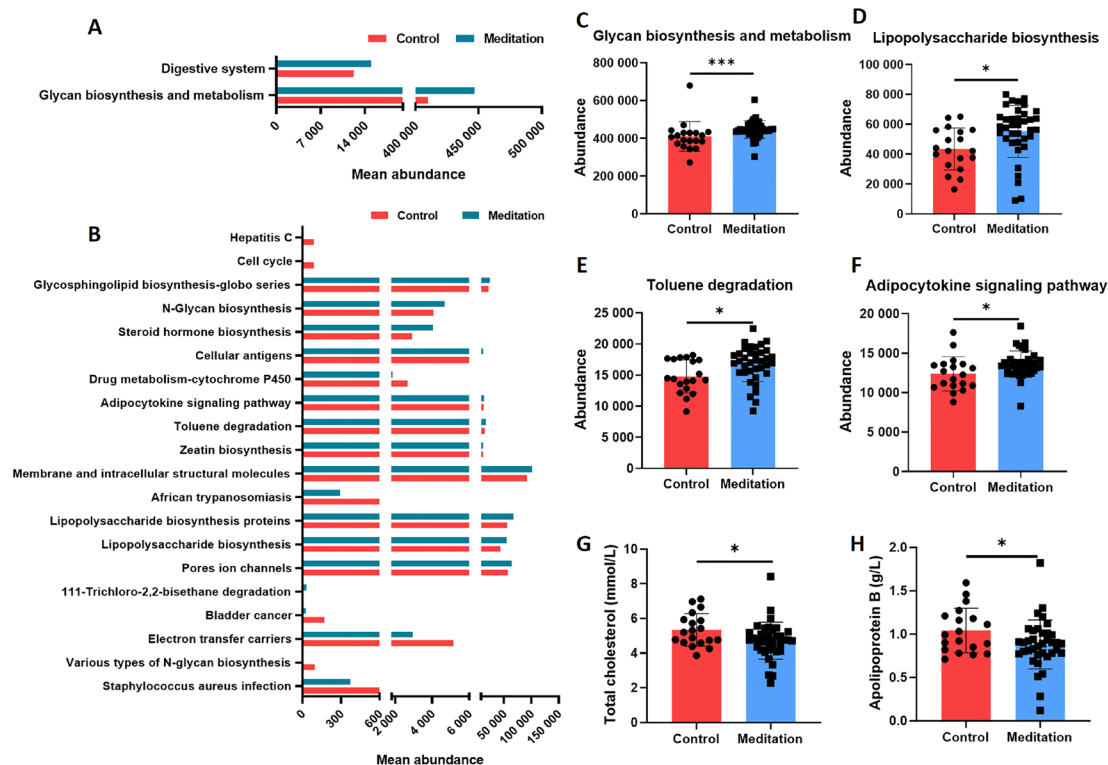 A
Control
Meditation
Digestive system
Glycan biosynthesis and metabolism
0
7 000
14 000
400 000
450 000
500 000
Mean abundance
B
Control
Meditation
Hepatitis C
Cell cycle
Glycosphingolipid biosynthesis-globo series
N-Glycan biosynthesis
Steroid hormone biosynthesis
Cellular antigens
Drug metabolism-cytochrome P450
Adipocytokine signaling pathway
Toluene degradation
Zeatin biosynthesis
Membrane and intracellular structural molecules
African trypanosomiasis
Lipopolysaccharide biosynthesis proteins
Lipopolysaccharide biosynthesis
Pores ion channels
111-Trichloro-2,2-bisethane degradation
Bladder cancer
Electron transfer carriers
Various types of N-glycan biosynthesis
Staphylococcus aureus infection
0
300
600
2 000
4 000
6 000
50 000
100 000
150 000
Mean abundance
C
Glycan biosynthesis and metabolism
***
800 000
600 000
400 000
200 000
0
Abundance
Control
Meditation
D
Lipopolysaccharide biosynthesis
*
100 000
80 000
60 000
40 000
20 000
0
Abundance
Control
Meditation
E
Toluene degradation
*
25 000
20 000
15 000
10 000
5 000
0
Abundance
Control
Meditation
F
Adipocytokine signaling pathway
*
20 000
15 000
10 000
5 000
0
Abundance
Control
Meditation
G
*
10
8
6
4
2
0
Total cholesterol (mmol/L)
Control
Meditation
H
*
2.0
1.5
1.0
0.5
0.0
Apolipoprotein B (g/L)
Control
Meditation